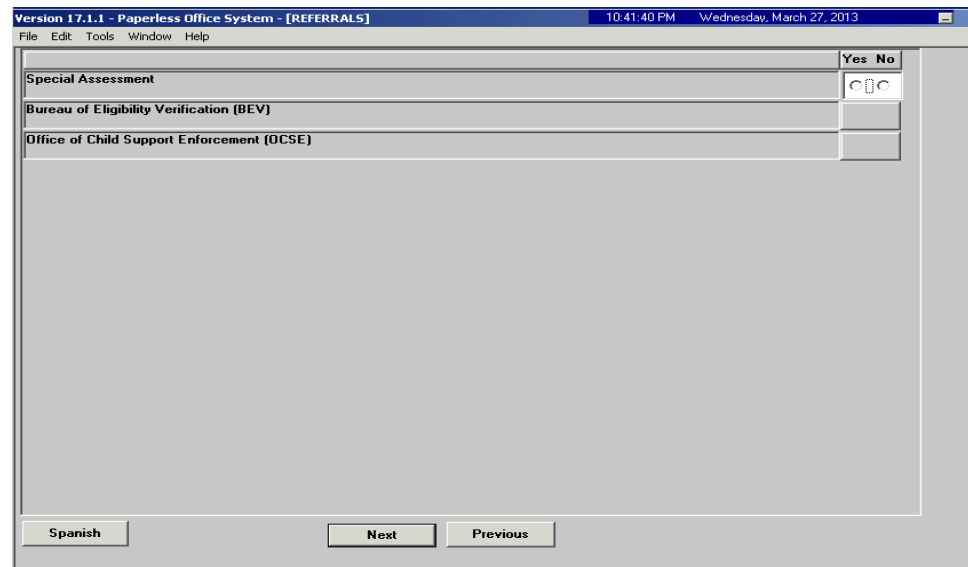 Version 17.1.1 - Paperless Office System - [REFERRALS] 10:41:40 PM Wednesday, March 27, 2013
File Edit Tools Window Help
Yes No
Special Assessment
Bureau of Eligibility Verification (BEV)
Office of Child Support Enforcement (OCSE)
Spanish Next Previous